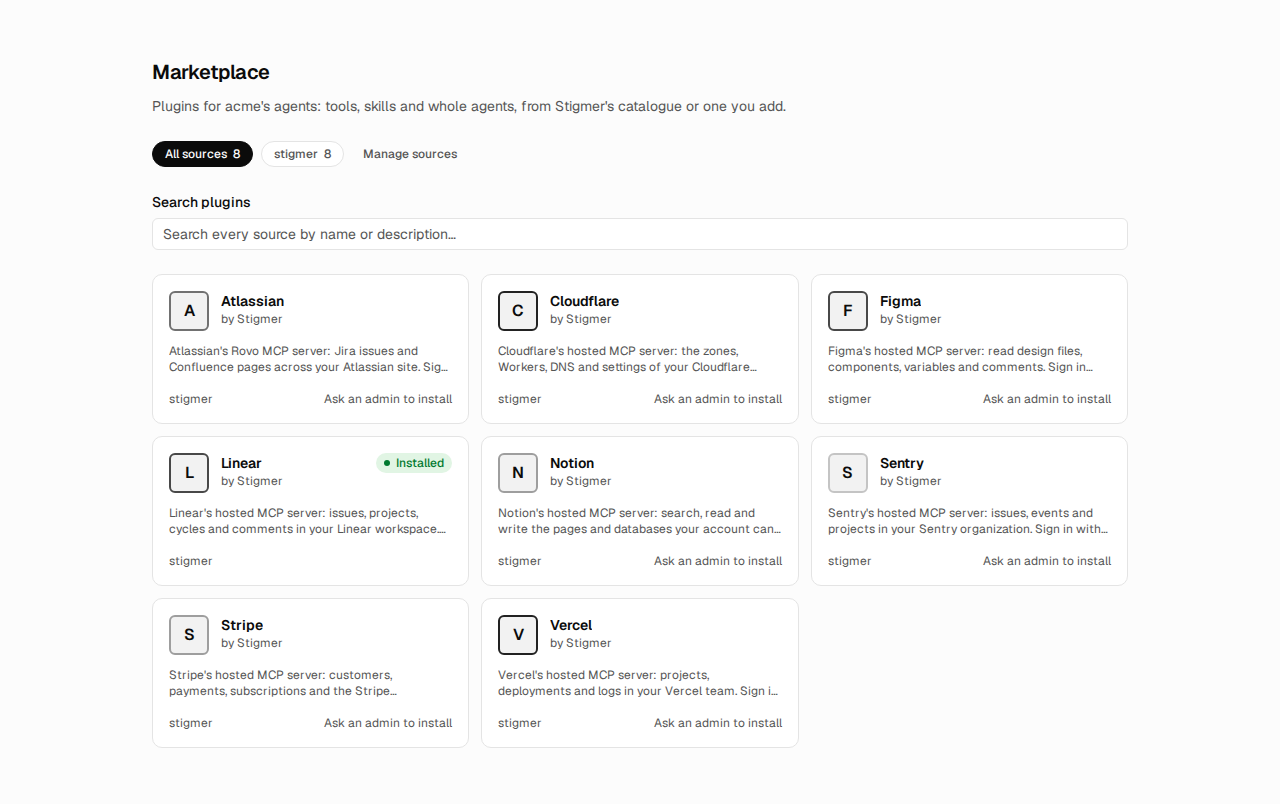 Marketplace
Plugins for acme's agents: tools, skills and whole agents, from Stigmer's catalogue or one you add.
All sources 8
stigmer 8
Manage sources
Search plugins
Search every source by name or description…
A
Atlassian
by Stigmer
Atlassian's Rovo MCP server: Jira issues and
Confluence pages across your Atlassian site. Sig…
stigmer
Ask an admin to install
C
Cloudflare
by Stigmer
Cloudflare's hosted MCP server: the zones,
Workers, DNS and settings of your Cloudflare…
stigmer
Ask an admin to install
F
Figma
by Stigmer
Figma's hosted MCP server: read design files,
components, variables and comments. Sign in…
stigmer
Ask an admin to install
L
Linear
by Stigmer
Installed
Linear's hosted MCP server: issues, projects,
cycles and comments in your Linear workspace.…
stigmer
N
Notion
by Stigmer
Notion's hosted MCP server: search, read and
write the pages and databases your account can…
stigmer
Ask an admin to install
S
Sentry
by Stigmer
Sentry's hosted MCP server: issues, events and
projects in your Sentry organization. Sign in with…
stigmer
Ask an admin to install
S
Stripe
by Stigmer
Stripe's hosted MCP server: customers,
payments, subscriptions and the Stripe…
stigmer
Ask an admin to install
V
Vercel
by Stigmer
Vercel's hosted MCP server: projects,
deployments and logs in your Vercel team. Sign i…
stigmer
Ask an admin to install